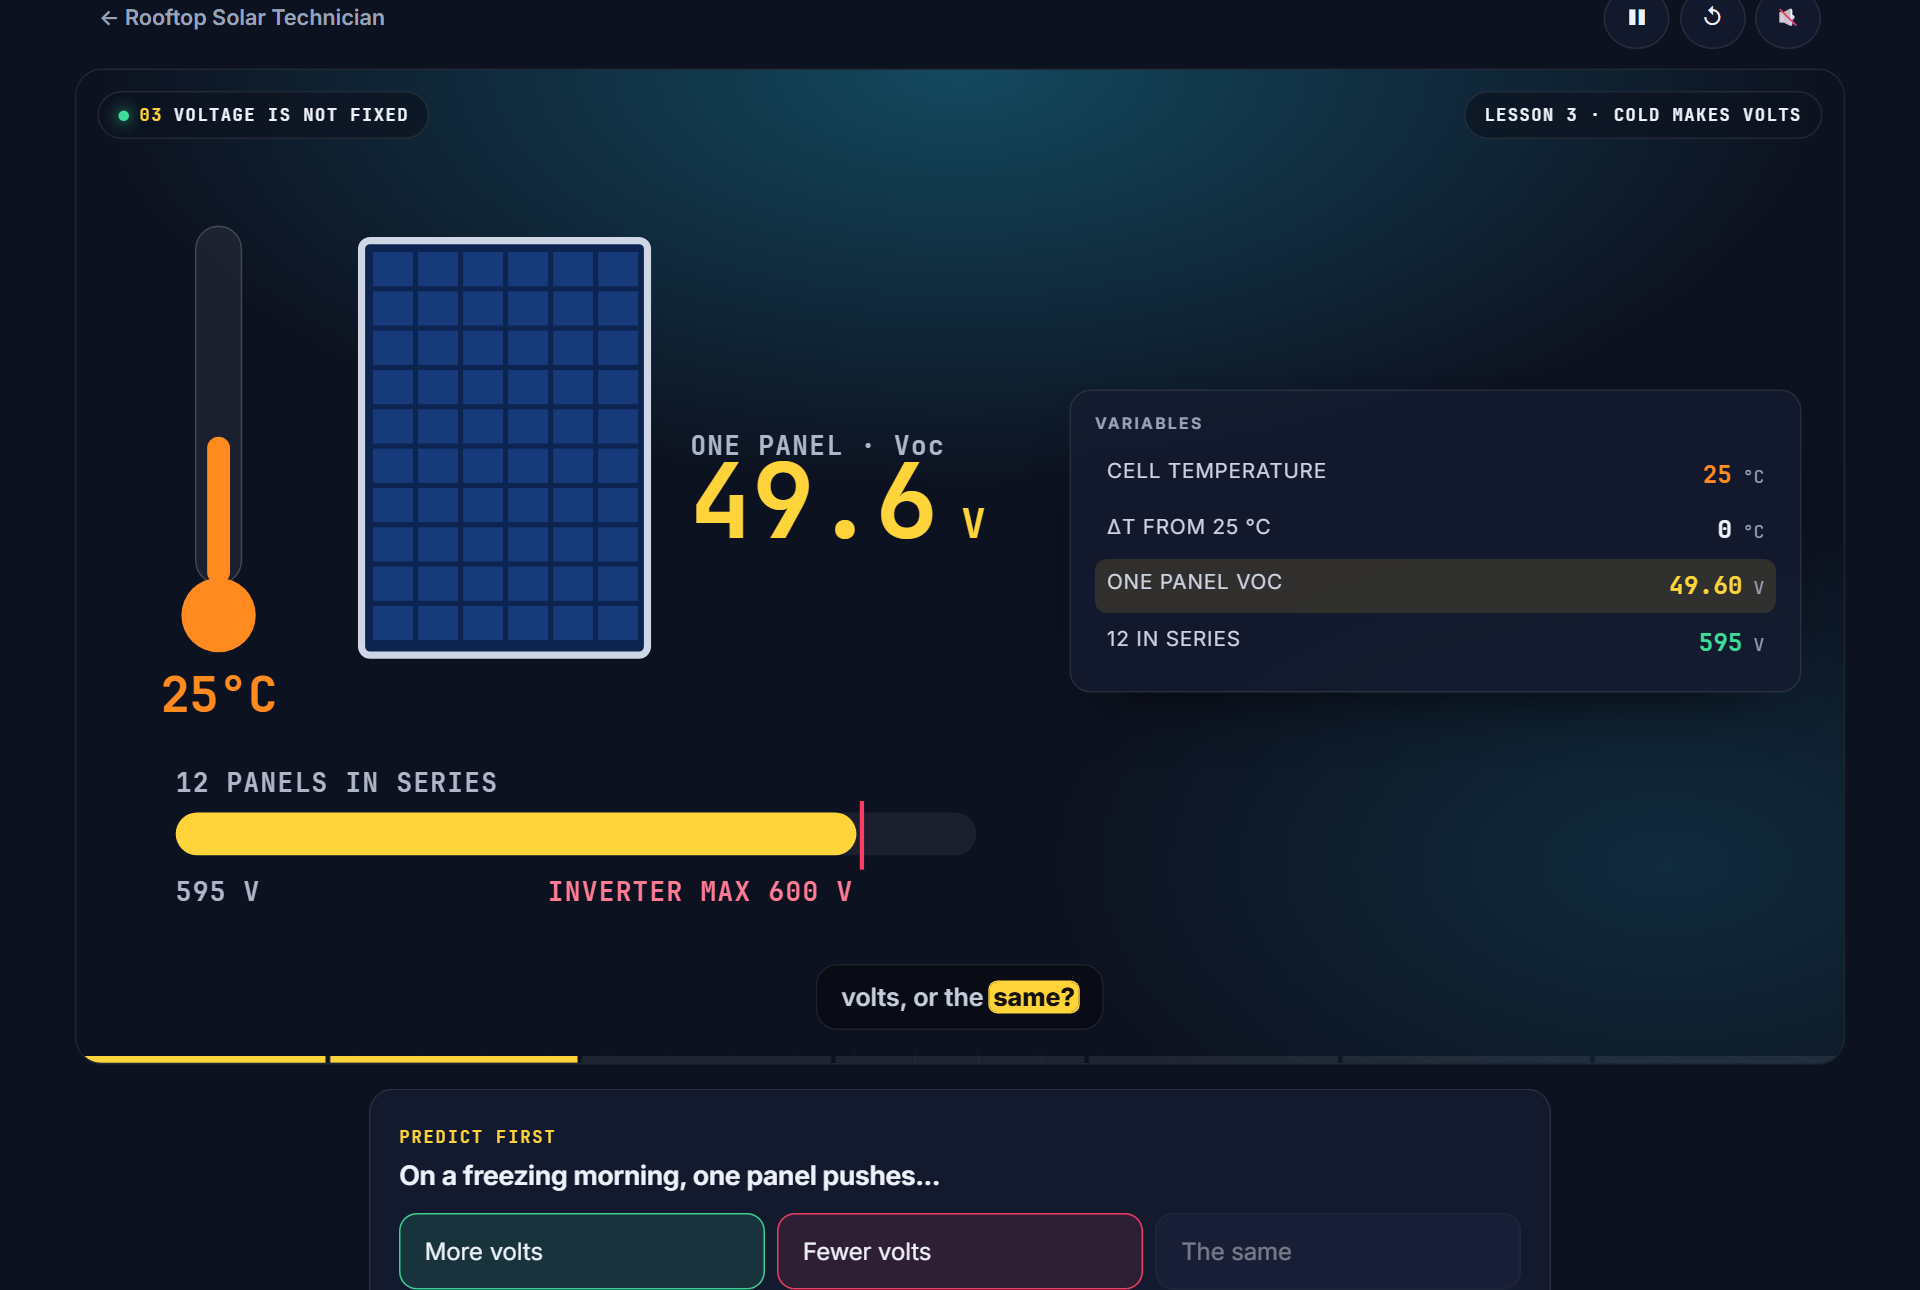 ← Rooftop Solar Technician
03 VOLTAGE IS NOT FIXED
LESSON 3 · COLD MAKES VOLTS
ONE PANEL · Voc
49.6 V
25°C
VARIABLES
CELL TEMPERATURE 25 °C
ΔT FROM 25 °C 0 °C
ONE PANEL VOC 49.60 V
12 IN SERIES 595 V
12 PANELS IN SERIES
595 V
INVERTER MAX 600 V
volts, or the same?
PREDICT FIRST
On a freezing morning, one panel pushes...
More volts
Fewer volts
The same